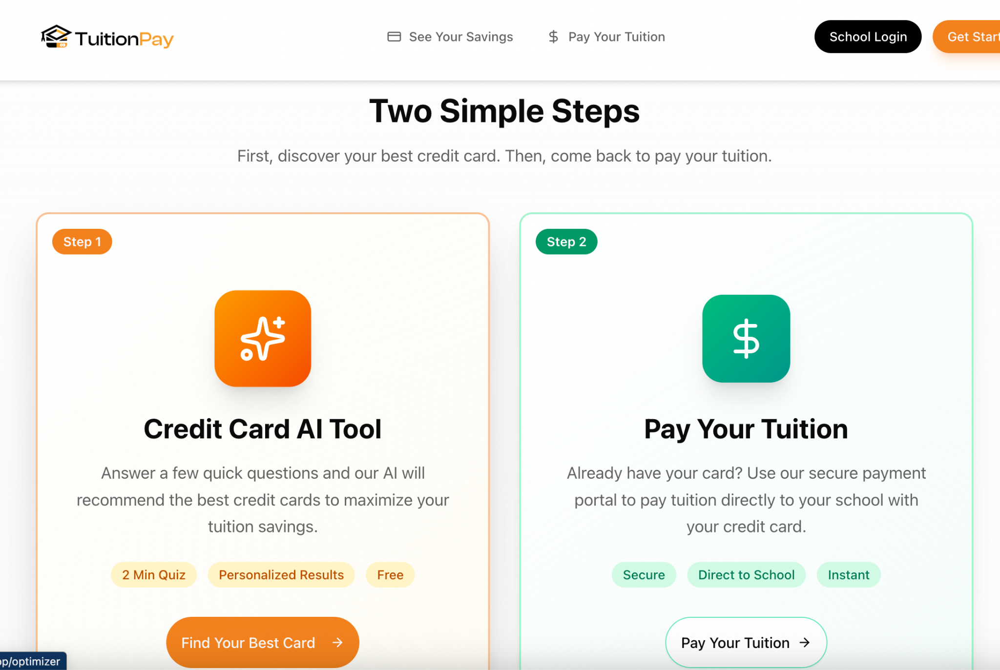 TuitionPay
See Your Savings
Pay Your Tuition
School Login
Get Start
Two Simple Steps
First, discover your best credit card. Then, come back to pay your tuition.
Step 1
Credit Card AI Tool
Answer a few quick questions and our AI will
recommend the best credit cards to maximize your
tuition savings.
2 Min Quiz
Personalized Results
Free
Find Your Best Card →
Step 2
Pay Your Tuition
Already have your card? Use our secure payment
portal to pay tuition directly to your school with
your credit card.
Secure
Direct to School
Instant
Pay Your Tuition →
pp/optimizer